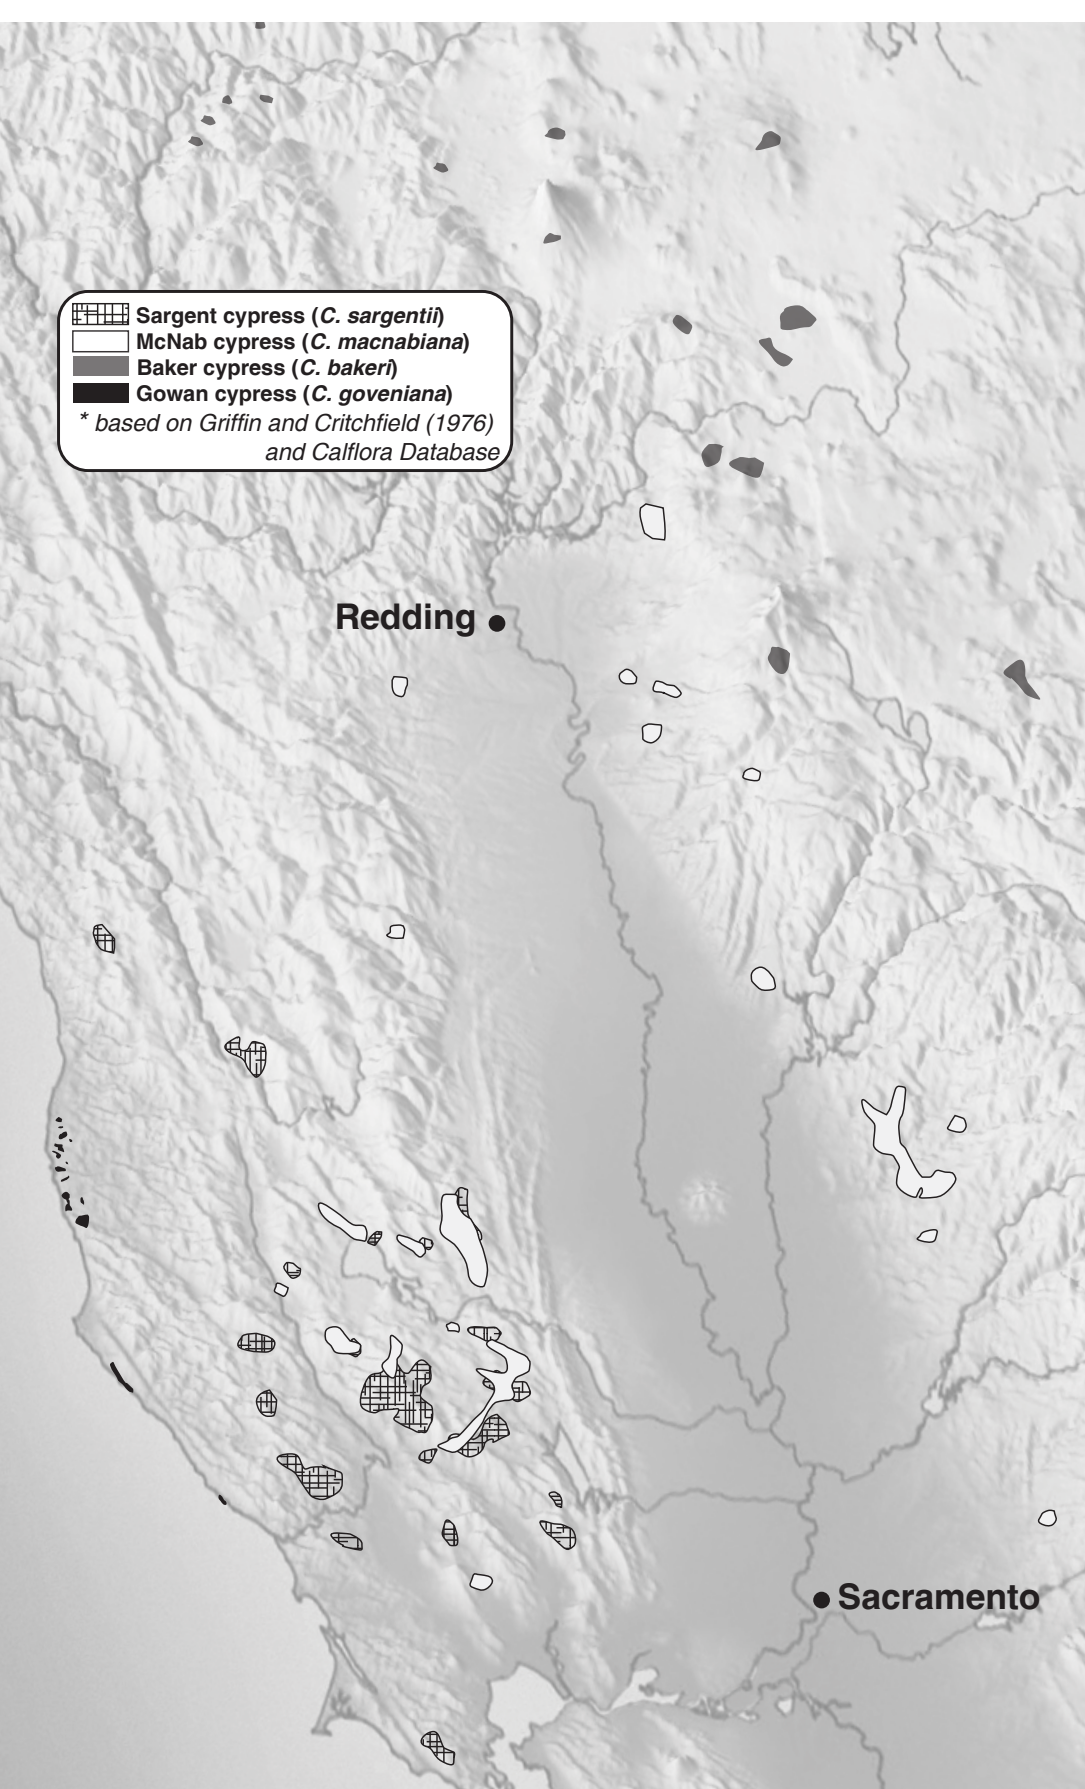 Sargent cypress (C. sargentii)
McNab cypress (C. macnabiana)
Baker cypress (C. bakeri)
Gowan cypress (C. goveniana)
* based on Griffin and Critchfield (1976)
and Calflora Database
Redding
Sacramento